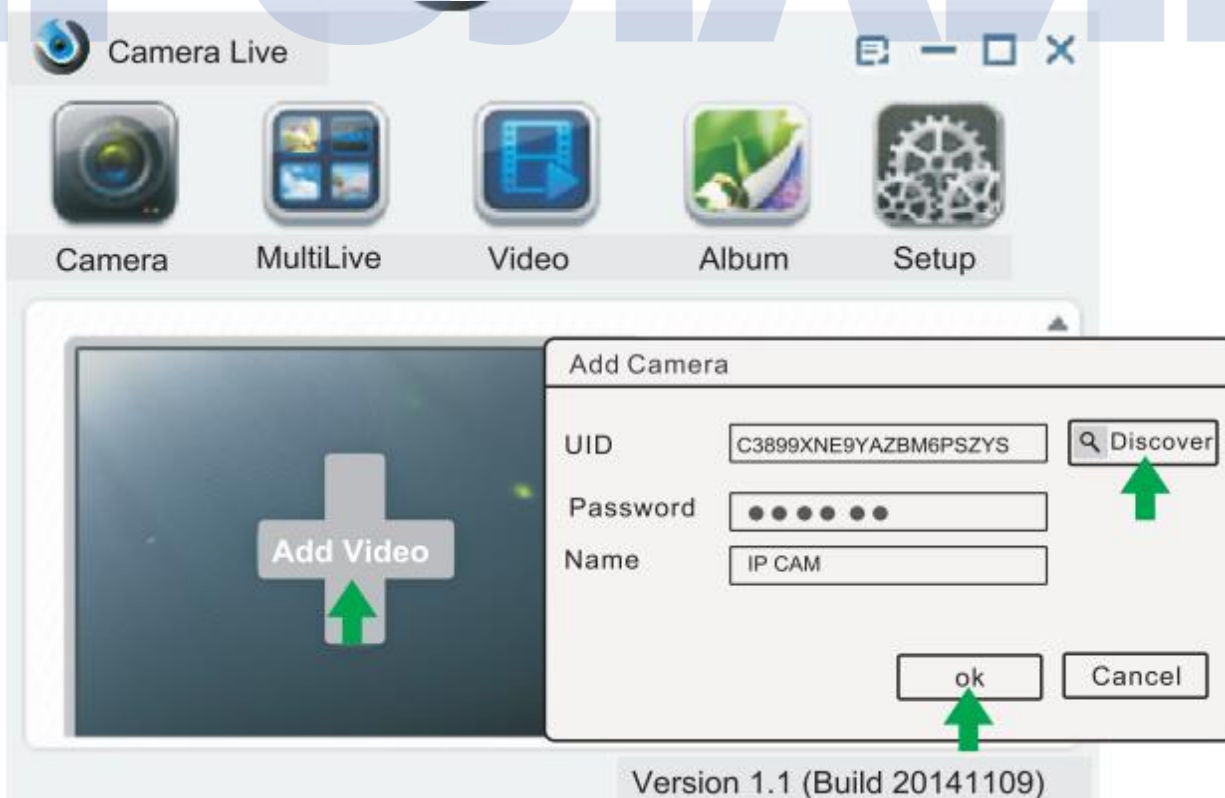 Camera Live
Camera MultiLive Video Album Setup
Add Video
Add Camera
UID C3899XNE9YAZBM6PSZYS Discover
Password ●●●●●●
Name IP CAM
ok Cancel
Version 1.1 (Build 20141109)